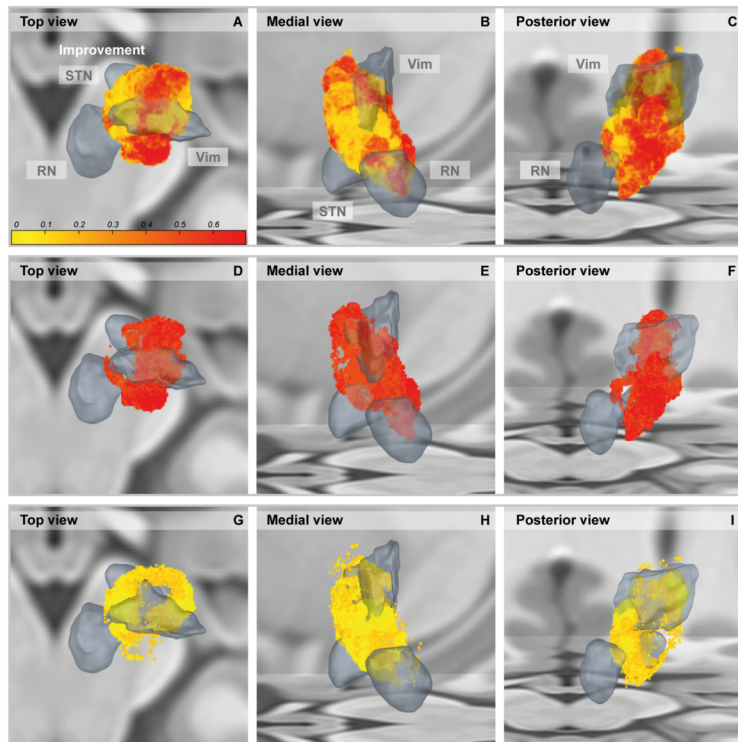 Top view A
Medial view B
Posterior view C
Improvement
STN
RN
Vim
0 0.1 0.2 0.3 0.4 0.5 0.6
Vim
RN
STN
Vim
RN
Top view D
Medial view E
Posterior view F
Top view G
Medial view H
Posterior view I